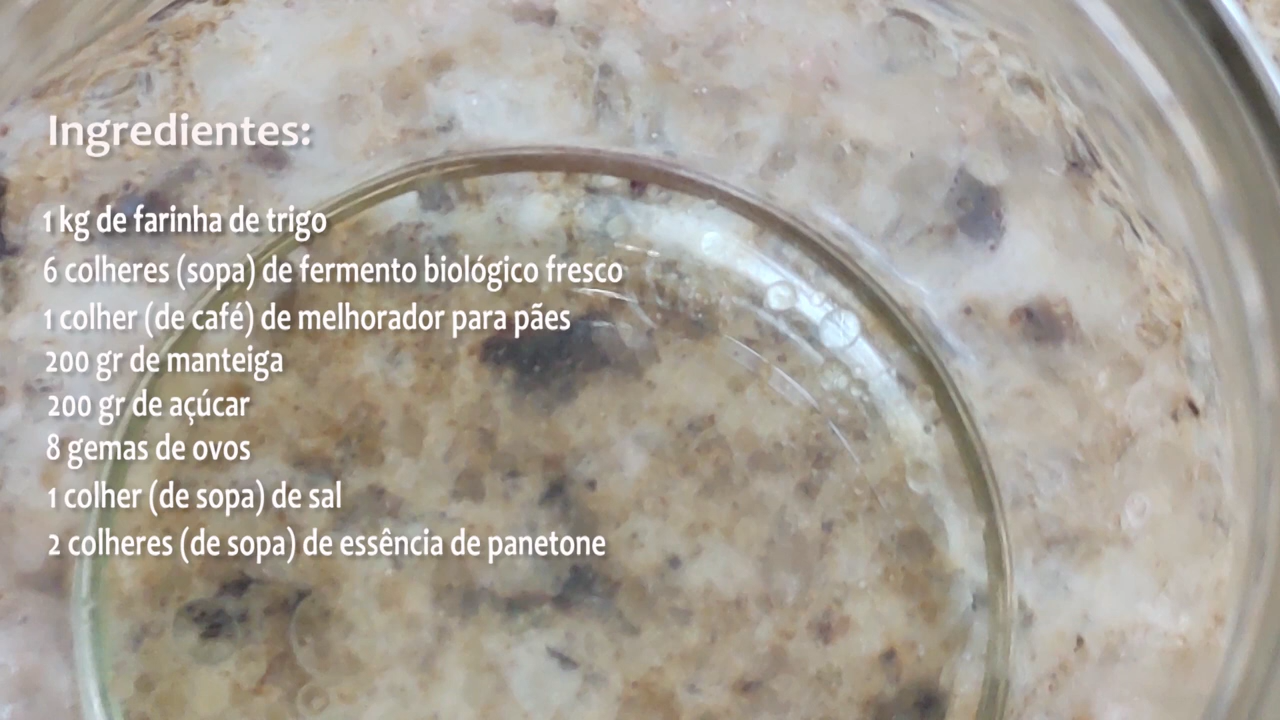 Ingredientes:
1 kg de farinha de trigo
6 colheres (sopa) de fermento biológico fresco
1 colher (de café) de melhorador para pães
200 gr de manteiga
200 gr de açúcar
8 gemas de ovos
1 colher (de sopa) de sal
2 colheres (de sopa) de essência de panetone